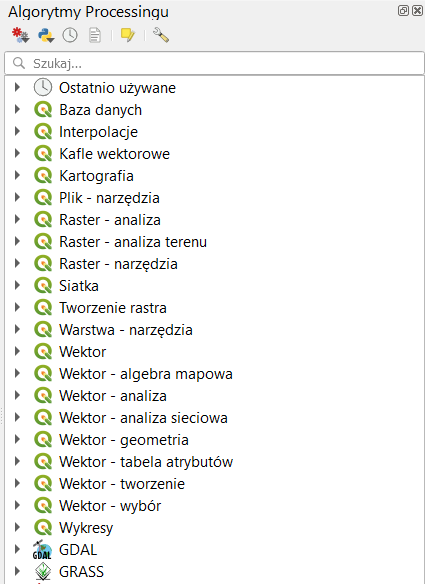 Algorytmy Processingu
Szukaj...
Ostatnio używane
Baza danych
Interpolacje
Kafle wektorowe
Kartografia
Plik - narzędzia
Raster - analiza
Raster - analiza terenu
Raster - narzędzia
Siatka
Tworzenie rastra
Warstwa - narzędzia
Wektor
Wektor - algebra mapowa
Wektor - analiza
Wektor - analiza sieciowa
Wektor - geometria
Wektor - tabela atrybutów
Wektor - tworzenie
Wektor - wybór
Wykresy
GDAL GDAL
GRASS